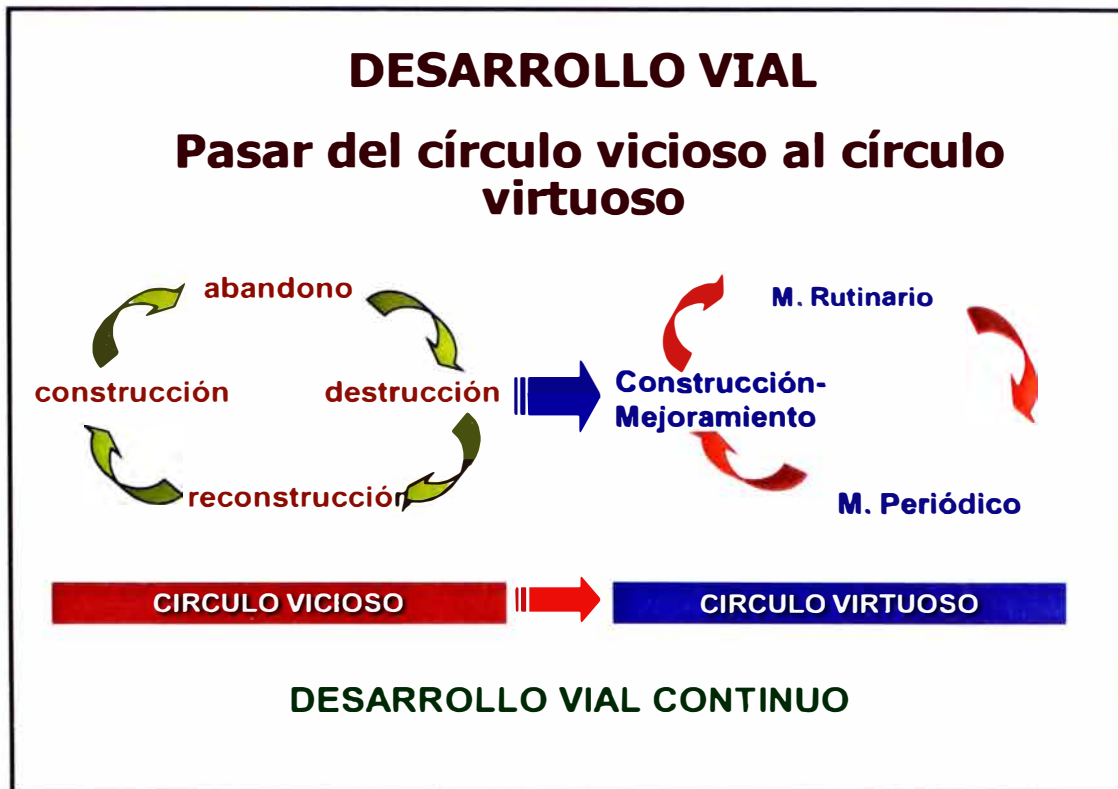 DESARROLLO VIAL
Pasar del círculo vicioso al círculo
virtuoso
abandono
construcción
destrucción
reconstrucción
M. Rutinario
Construcción-
Mejoramiento
M. Periódico
CIRCULO VICIOSO
CIRCULO VIRTUOSO
DESARROLLO VIAL CONTINUO